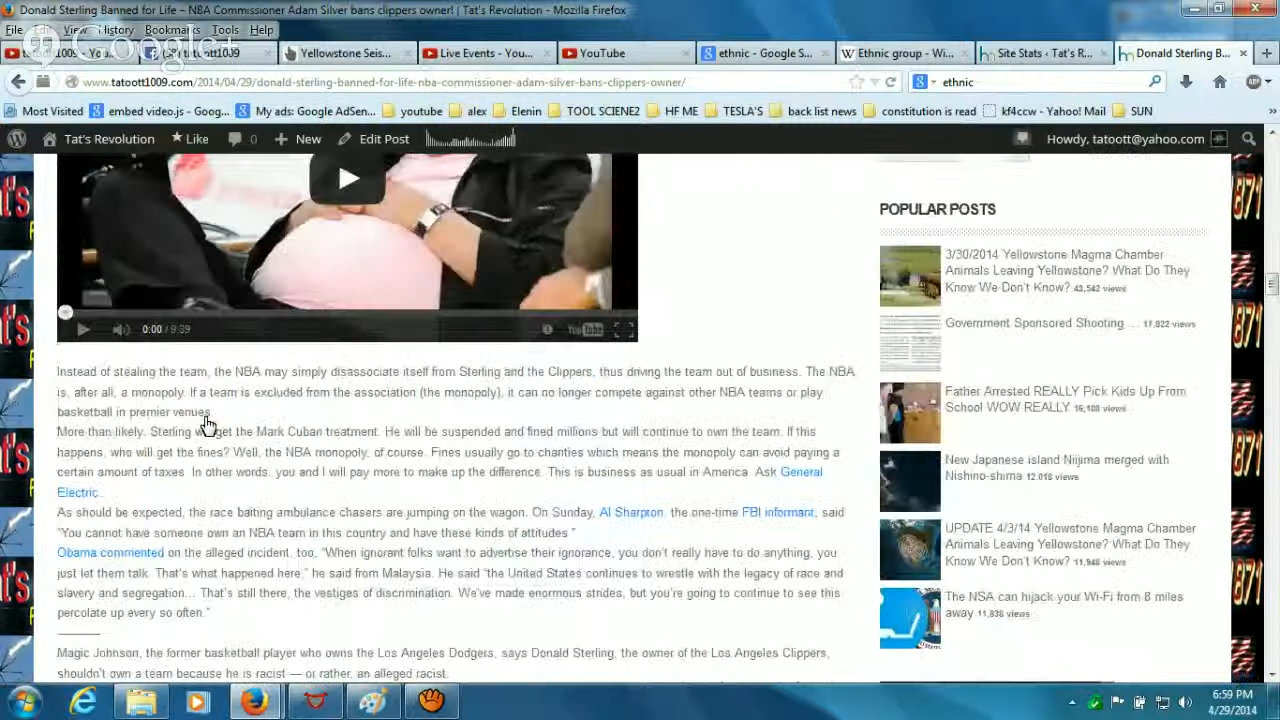 Donald Sterling Banned for Life ~ NBA Commissioner Adam Silver bans clippers owner! | Tat's Revolution - Mozilla Firefox
File Edit View History Bookmarks Tools Help
Google
Yellowstone Seis...
Live Events - You...
YouTube
ethnic - Google S...
Ethnic group - Wi...
Site Stats ‹ Tat's R...
Donald Sterling B...
www.tatoott1009.com/2014/04/29/donald-sterling-banned-for-life-nba-commissioner-adam-silver-bans-clippers-owner/
ethnic
Most Visited embed video.js - Goog... My ads: Google AdSen... youtube alex Elenin TOOL SCIENE2 HF ME TESLA'S back list news constitution is read kf4ccw - Yahoo! Mail SUN
Tat's Revolution Like 0 New Edit Post Howdy, tatoott@yahoo.com
0:00
YouTube
Instead of stealing the team, the NBA may simply disassociate itself from Sterling and the Clippers, thus driving the team out of business. The NBA
is, after all, a monopoly. If a team is excluded from the association (the monopoly), it can no longer compete against other NBA teams or play
basketball in premier venues.
More than likely, Sterling will get the Mark Cuban treatment. He will be suspended and fined millions but will continue to own the team. If this
happens, who will get the? Well, the NBA monopoly, of course. Fines usually go to charities which means the monopoly can avoid paying a
certain amount of taxes. In other words, you and I will pay more to make up the difference. This is business as usual in America. Ask General
Electric.
As should be expected, the race baiting ambulance chasers are jumping on the wagon. On Sunday, Al Sharpton, the one-time FBI informant, said
"You cannot have someone own an NBA team in this country and have these kinds of attitudes."
Obama commented on the alleged incident, too, "When ignorant folks want to advertise their ignorance, you don't really have to do anything, you
just let them talk. That's what happened here," he said from Malaysia. He said "the United States continues to wrestle with the legacy of race and
slavery and segregation... That's still there, the vestiges of discrimination. We've made enormous strides, but you're going to continue to see this
percolate up every so often."
Magic Johnson, the former basketball player who owns the Los Angeles Dodgers, says Donald Sterling, the owner of the Los Angeles Clippers,
shouldn't own a team because he is racist — or rather, an alleged racist.
POPULAR POSTS
3/30/2014 Yellowstone Magma Chamber
Animals Leaving Yellowstone? What Do They
Know We Don't Know? 43,542 views
Government Sponsored Shooting ... 17,822 views
Father Arrested REALLY Pick Kids Up From
School WOW REALLY 16,108 views
New Japanese island Niijima merged with
Nishino-shima 12,018 views
UPDATE 4/3/14 Yellowstone Magma Chamber
Animals Leaving Yellowstone? What Do They
Know We Don't Know? 11,946 views
The NSA can hijack your Wi-Fi from 8 miles
away 11,836 views
6:59 PM
4/29/2014